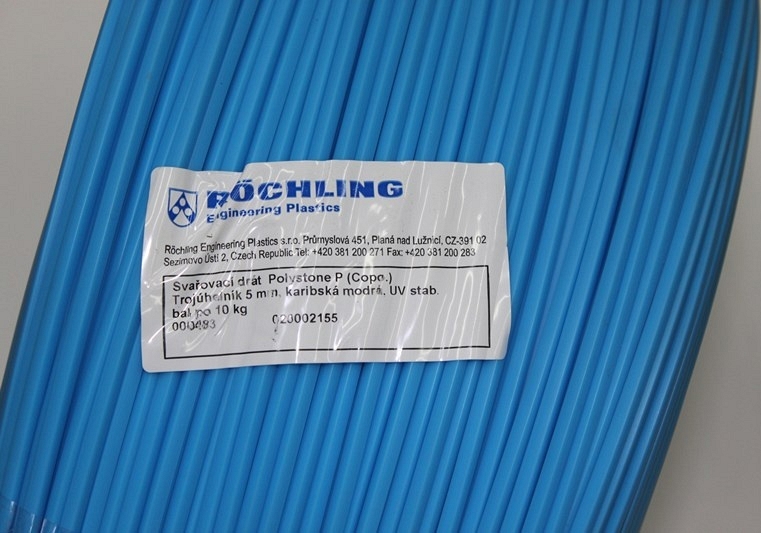 RÖCHLING
Engineering Plastics
Röchling Engineering Plastics s.r.o. Průmyslová 451, Planá nad Lužnicí, CZ-391 02
Sezimovo Ústí 2, Czech Republic Tel: +420 381 200 271 Fax: +420 381 200 283
Svařovací drát Polystone P (Copo.)
Trojúhelník 5 mm, karibská modrá, UV stab.
bal po 10 kg
000493 020002155